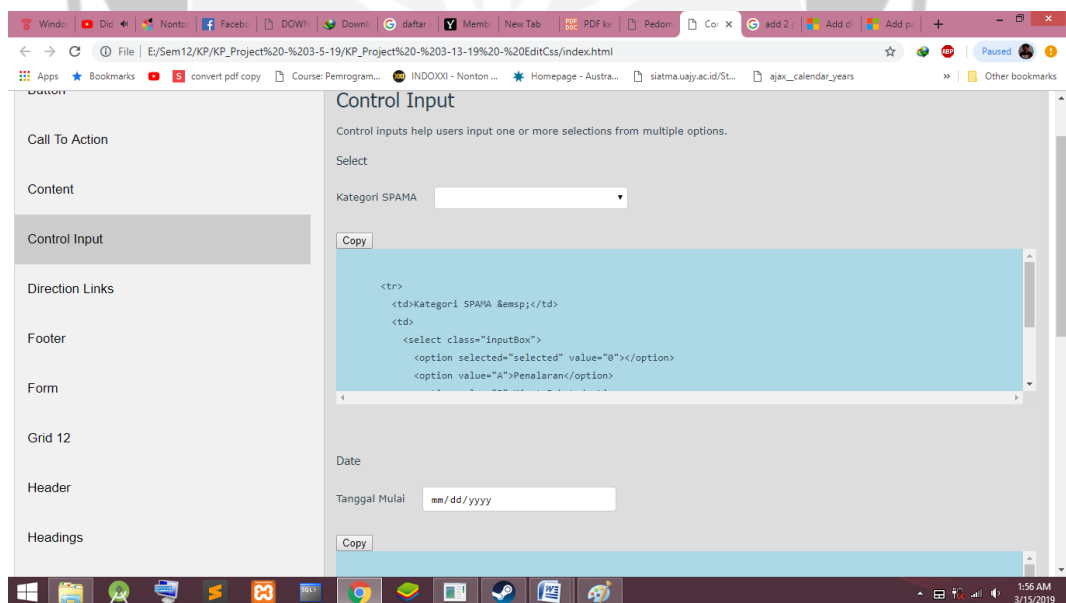 Windo
Did
Nonto
Facebo
DOWN
Downl
daftar
Memb
New Tab
PDF ke
Pedom
Cor
add 2
Add di
Add pa
File | E:/Sem12/KP/KP_Project%20-%203-5-19/KP_Project%20-%203-13-19%20-%20EditCss/index.html
ABP
Paused
Apps
Bookmarks
convert pdf copy
Course: Pemrogram...
INDOXXI - Nonton ...
Homepage - Austra...
siatma.uajy.ac.id/St...
ajax_calendar_years
»
Other bookmarks
Button
Call To Action
Content
Control Input
Direction Links
Footer
Form
Grid 12
Header
Headings
Control Input
Control inputs help users input one or more selections from multiple options.
Select
Kategori SPAMA
Copy
<tr>
<td>Kategori SPAMA &emsp;</td>
<td>
<select class="inputBox">
<option selected="selected" value="0"></option>
<option value="A">Penalaran</option>
Date
Tanggal Mulai mm/dd/yyyy
Copy
1:56 AM
3/15/2019